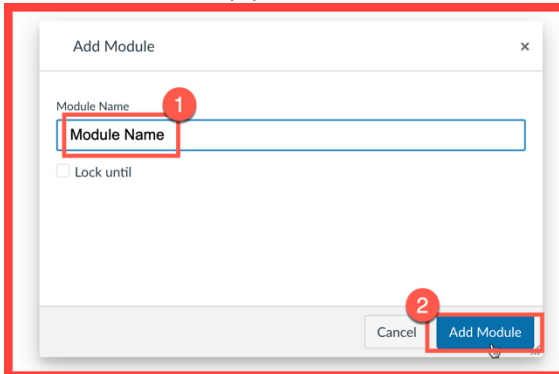 Add Module ×
Module Name 1
Module Name
Lock until
2
Cancel Add Module